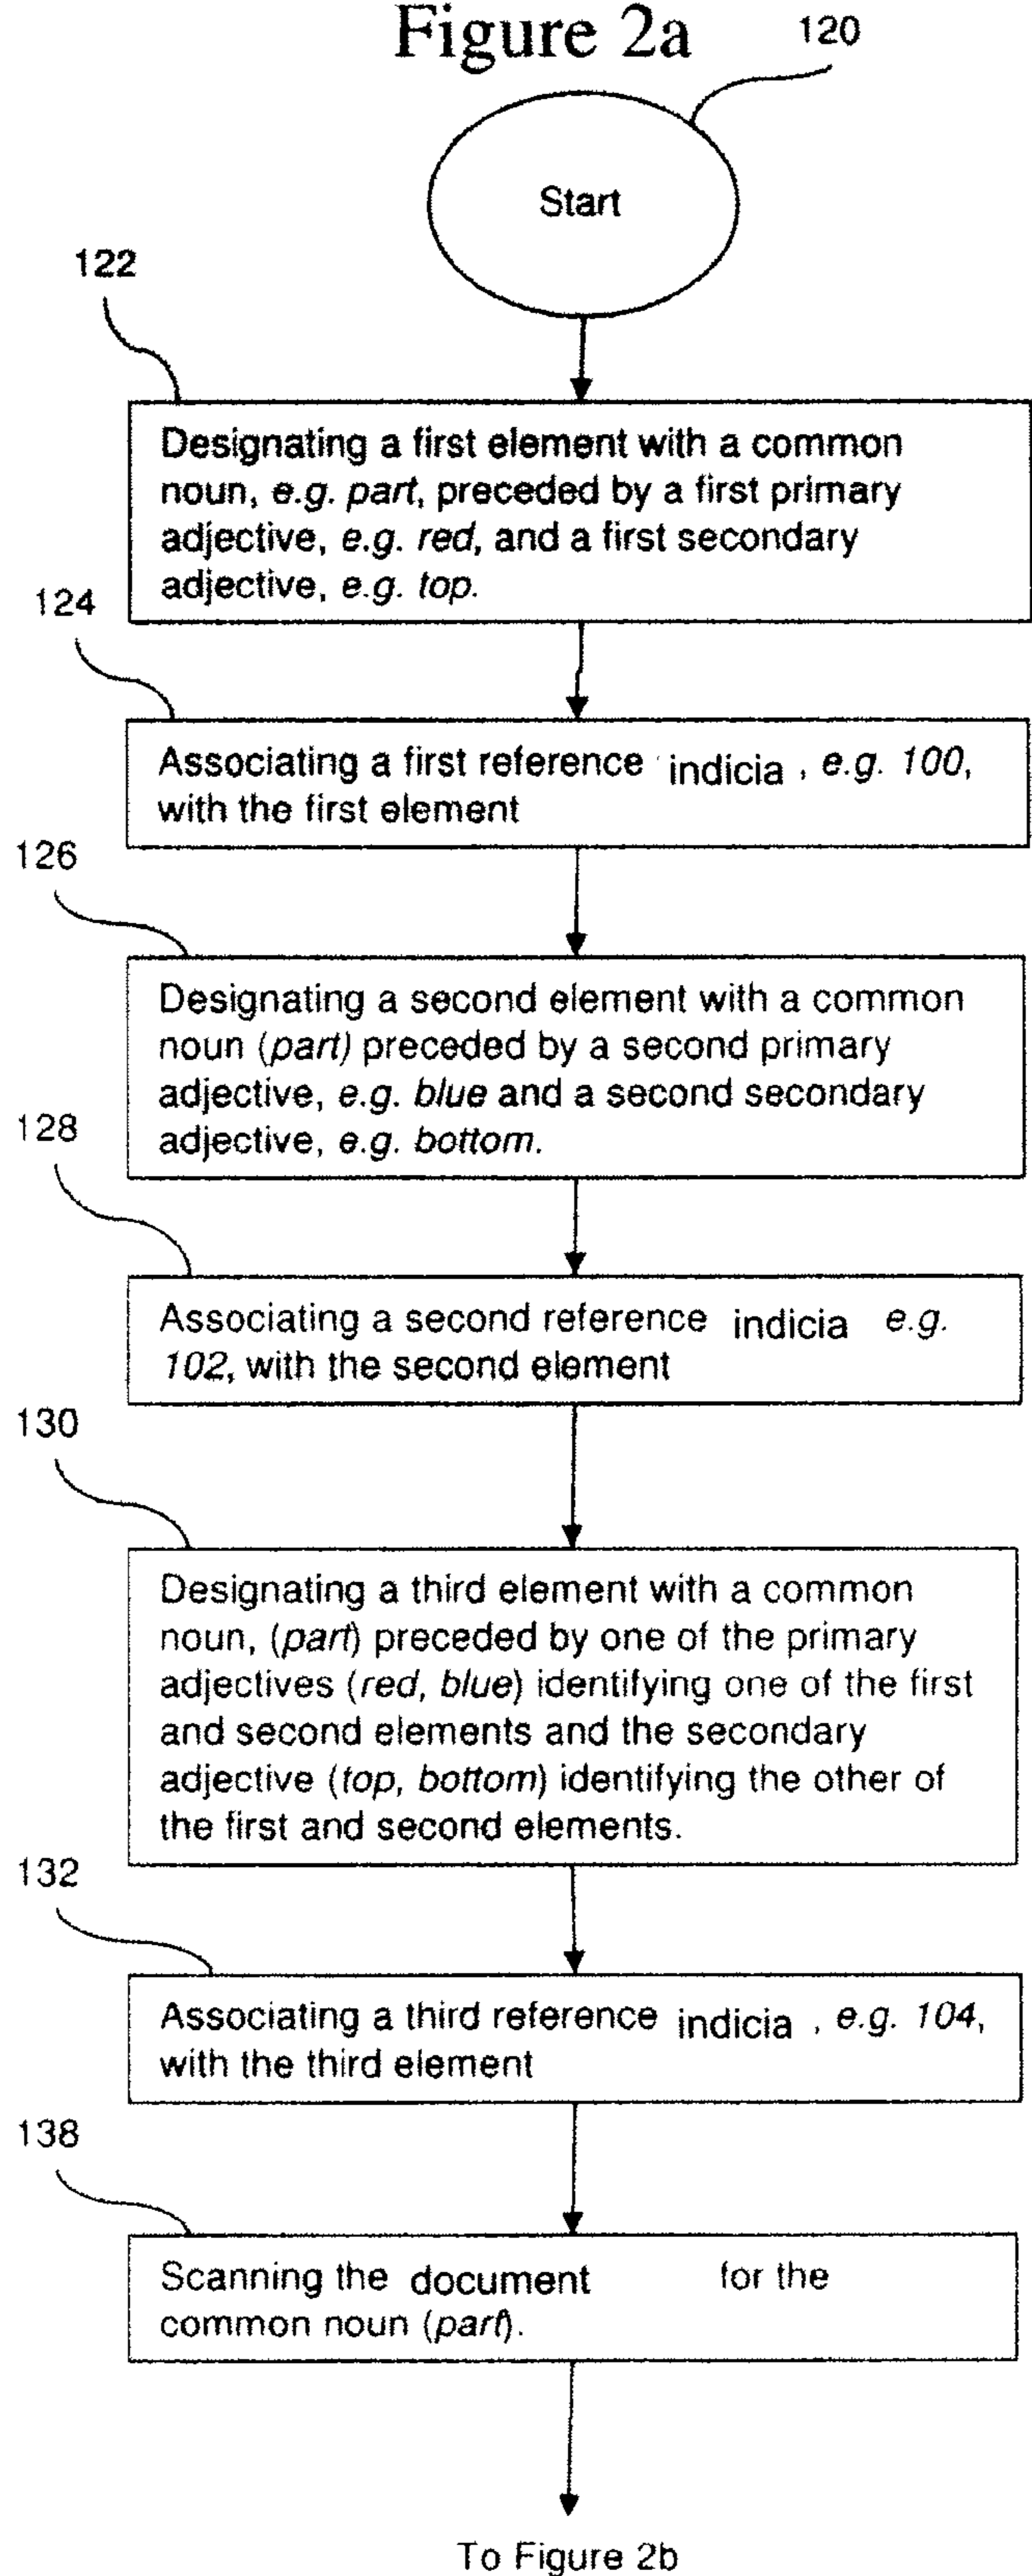 Figure 2a
120
Start
122
Designating a first element with a common
noun, e.g. part, preceded by a first primary
adjective, e.g. red, and a first secondary
adjective, e.g. top.
124
Associating a first reference indicia , e.g. 100,
with the first element
126
Designating a second element with a common
noun (part) preceded by a second primary
adjective, e.g. blue and a second secondary
adjective, e.g. bottom.
128
Associating a second reference indicia e.g.
102, with the second element
130
Designating a third element with a common
noun, (part) preceded by one of the primary
adjectives (red, blue) identifying one of the first
and second elements and the secondary
adjective (top, bottom) identifying the other of
the first and second elements.
132
Associating a third reference indicia , e.g. 104,
with the third element
138
Scanning the document for the
common noun (part).
To Figure 2b